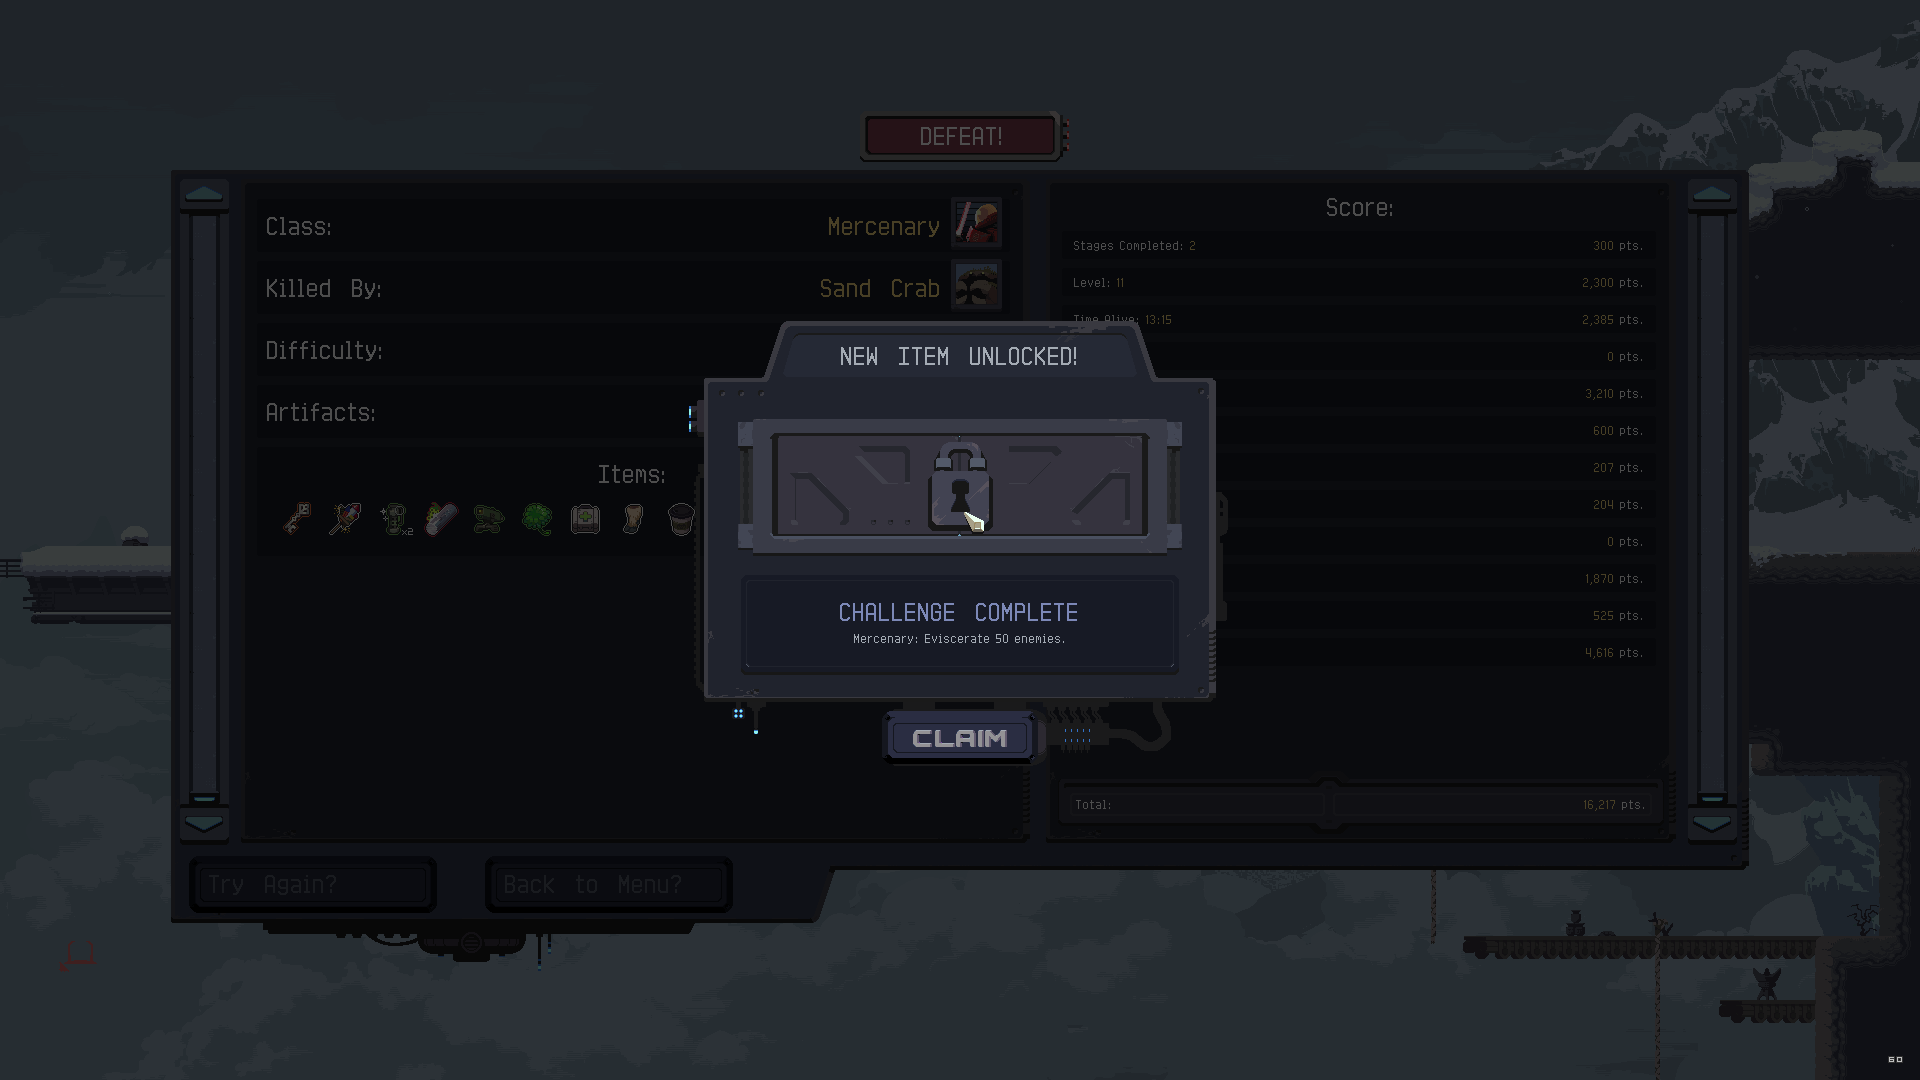 DEFEAT!
Class:
Mercenary
Killed By:
Sand Crab
Difficulty:
Artifacts:
Items:
x2
Score:
Stages Completed: 2
300 pts.
Level: 11
2,300 pts.
Time Alive: 13:15
2,385 pts.
0 pts.
3,210 pts.
600 pts.
207 pts.
204 pts.
0 pts.
1,870 pts.
525 pts.
4,616 pts.
Total:
16,217 pts.
NEW ITEM UNLOCKED!
CHALLENGE COMPLETE
Mercenary: Eviscerate 50 enemies.
CLAIM
Try Again?
Back to Menu?
60